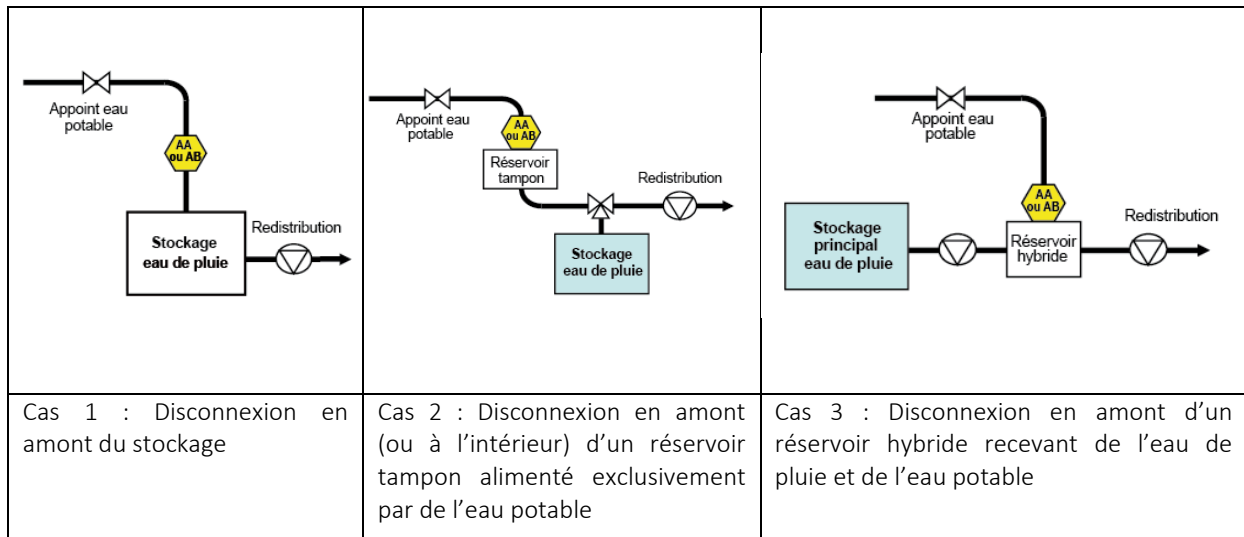 Appoint eau
potable
AA
ou AB
Redistribution
Stockage
eau de pluie
Appoint eau
potable
AA
ou AB
Réservoir
tampon
Redistribution
Stockage
eau de pluie
Appoint eau
potable
AA
ou AB
Redistribution
Stockage
principal
eau de pluie
Réservoir
hybride
Cas 1 : Disconnexion en
amont du stockage
Cas 2 : Disconnexion en amont
(ou à l’intérieur) d’un réservoir
tampon alimenté exclusivement
par de l’eau potable
Cas 3 : Disconnexion en amont d’un
réservoir hybride recevant de l’eau de
pluie et de l’eau potable